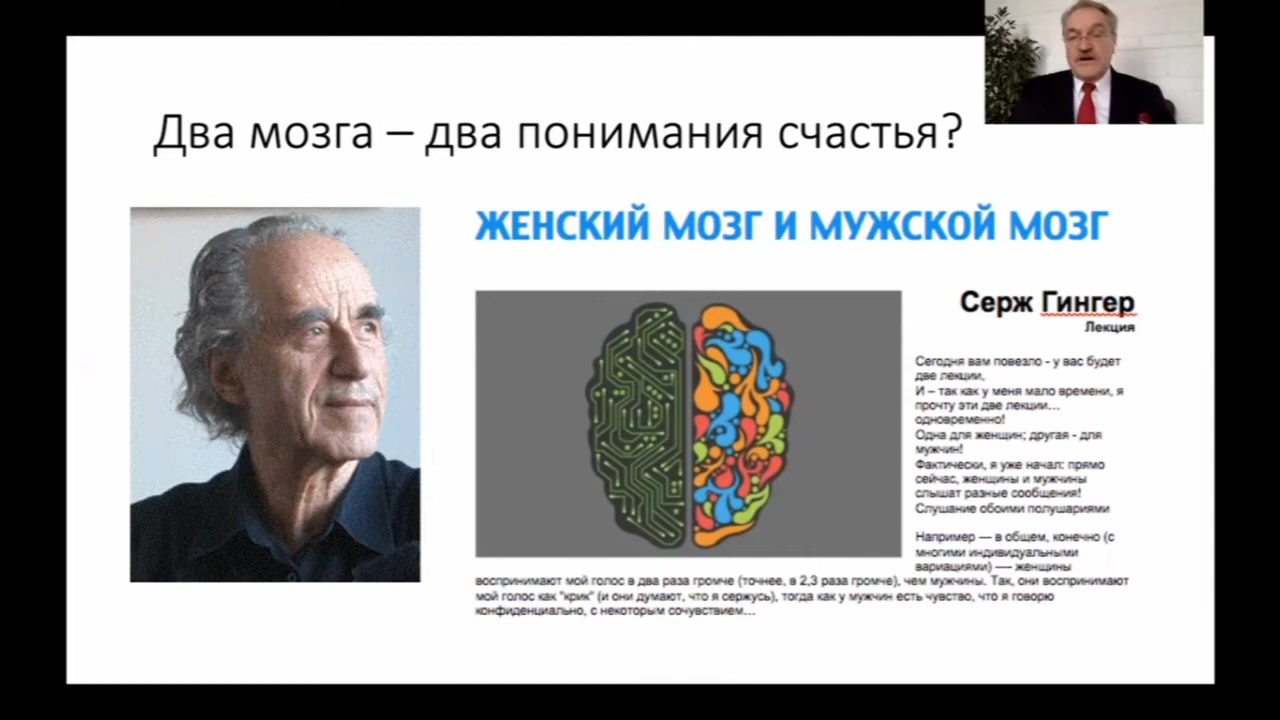 Два мозга – два понимания счастья?
ЖЕНСКИЙ МОЗГ И МУЖСКОЙ МОЗГ
Серж Гингер
Лекция
Сегодня вам повезло - у вас будет
две лекции,
И – так как у меня мало времени, я
прочту эти две лекции…
одновременно!
Одна для женщин; другая - для
мужчин!
Фактически, я уже начал: прямо
сейчас, женщины и мужчины
слышат разные сообщения!
Слушание обоими полушариями
Например — в общем, конечно (с
многими индивидуальными
вариациями) — женщины
воспринимают мой голос в два раза громче (точнее, в 2,3 раза громче), чем мужчины. Так, они воспринимают
мой голос как "крик" (и они думают, что я сержусь), тогда как у мужчин есть чувство, что я говорю
конфиденциально, с некоторым сочувствием…